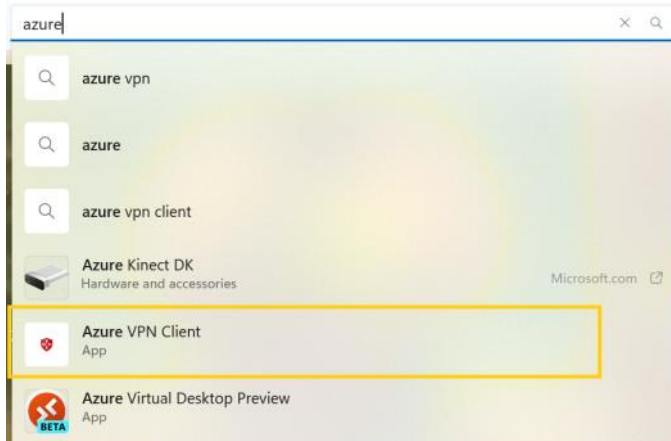 azure
azure vpn
azure
azure vpn client
Azure Kinect DK
Hardware and accessories
Microsoft.com
Azure VPN Client
App
Azure Virtual Desktop Preview
App
BETA